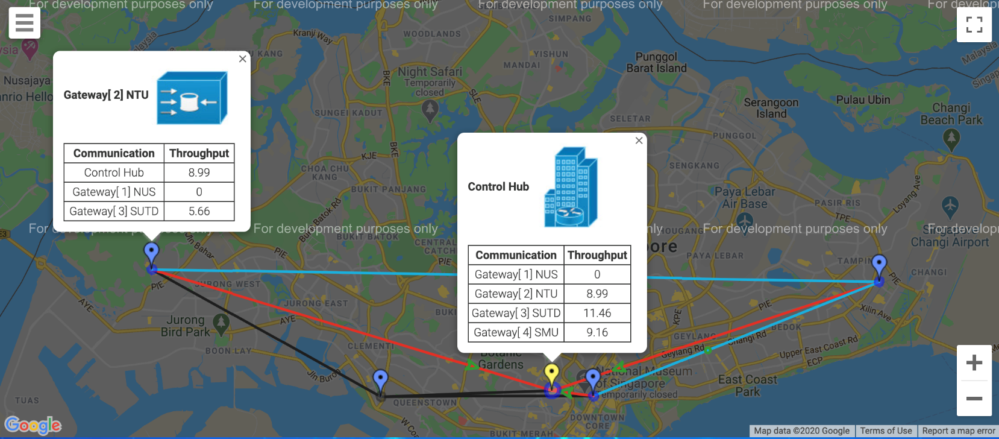 For development purposes only
For development purposes only
For development purposes only
For development purposes only
For develop
SIMPANG
WOODLANDS
Kranji Way
Malaysia
KANG
BKE
YISHUN
MANDAI
Punggol
Barat Island
Malaysia
Singap
Nusajaya
anrio Hello
Night Safari
Temporarily
closed
SLE
Serangoon
Island
Pulau Ubin
Changi
Beach Park
SUNGEI KADUT
SELETAR
PUNGGOL
Gateway[ 2] NTU
Communication Throughput
Control Hub 8.99
Gateway[ 1] NUS 0
Gateway[ 3] SUTD 5.66
BKE
KJE
CHOA CHU
KANG
BUKIT PANJANG
SENGKANG
Loyang Ave
Paya Lebar
Air Base
PASIR RIS
TPE
Control Hub
Communication Throughput
Gateway[ 1] NUS 0
Gateway[ 2] NTU 8.99
Gateway[ 3] SUTD 11.46
Gateway[ 4] SMU 9.16
E3
For development purposes only
For development purposes only
nly
For development purposes only
For develop
Singapore
Changi Airport
Bukit Batok Rd
BUKIT BATOK
HOUGANG
CENTRAL
CATCH
PIE
Jln Bahar
PIE
ore
PAYA LEBAR
TAMPIN
CHANGI
PIE
PIE
JURONG WEST
JURONG EAST
AYE
AYE
BUKI
KPE
PIE
Xilin Ave
Jurong
Bird Park
BEDOK
GEYLANG
Changi Rd
Geylang Rd
Upper East Coast Rd
ECP
BOON LAY
CLEMENTI
Botanic
Gardens
National Museum
of Singapore
Temporarily closed
Jln Buroh
East Coast
Park
TUAS
QUEENSTOWN
W Coa
DOWNTOWN
CORE
BUKIT MERAH
Google
Map data ©2020 Google
Terms of Use
Report a map error